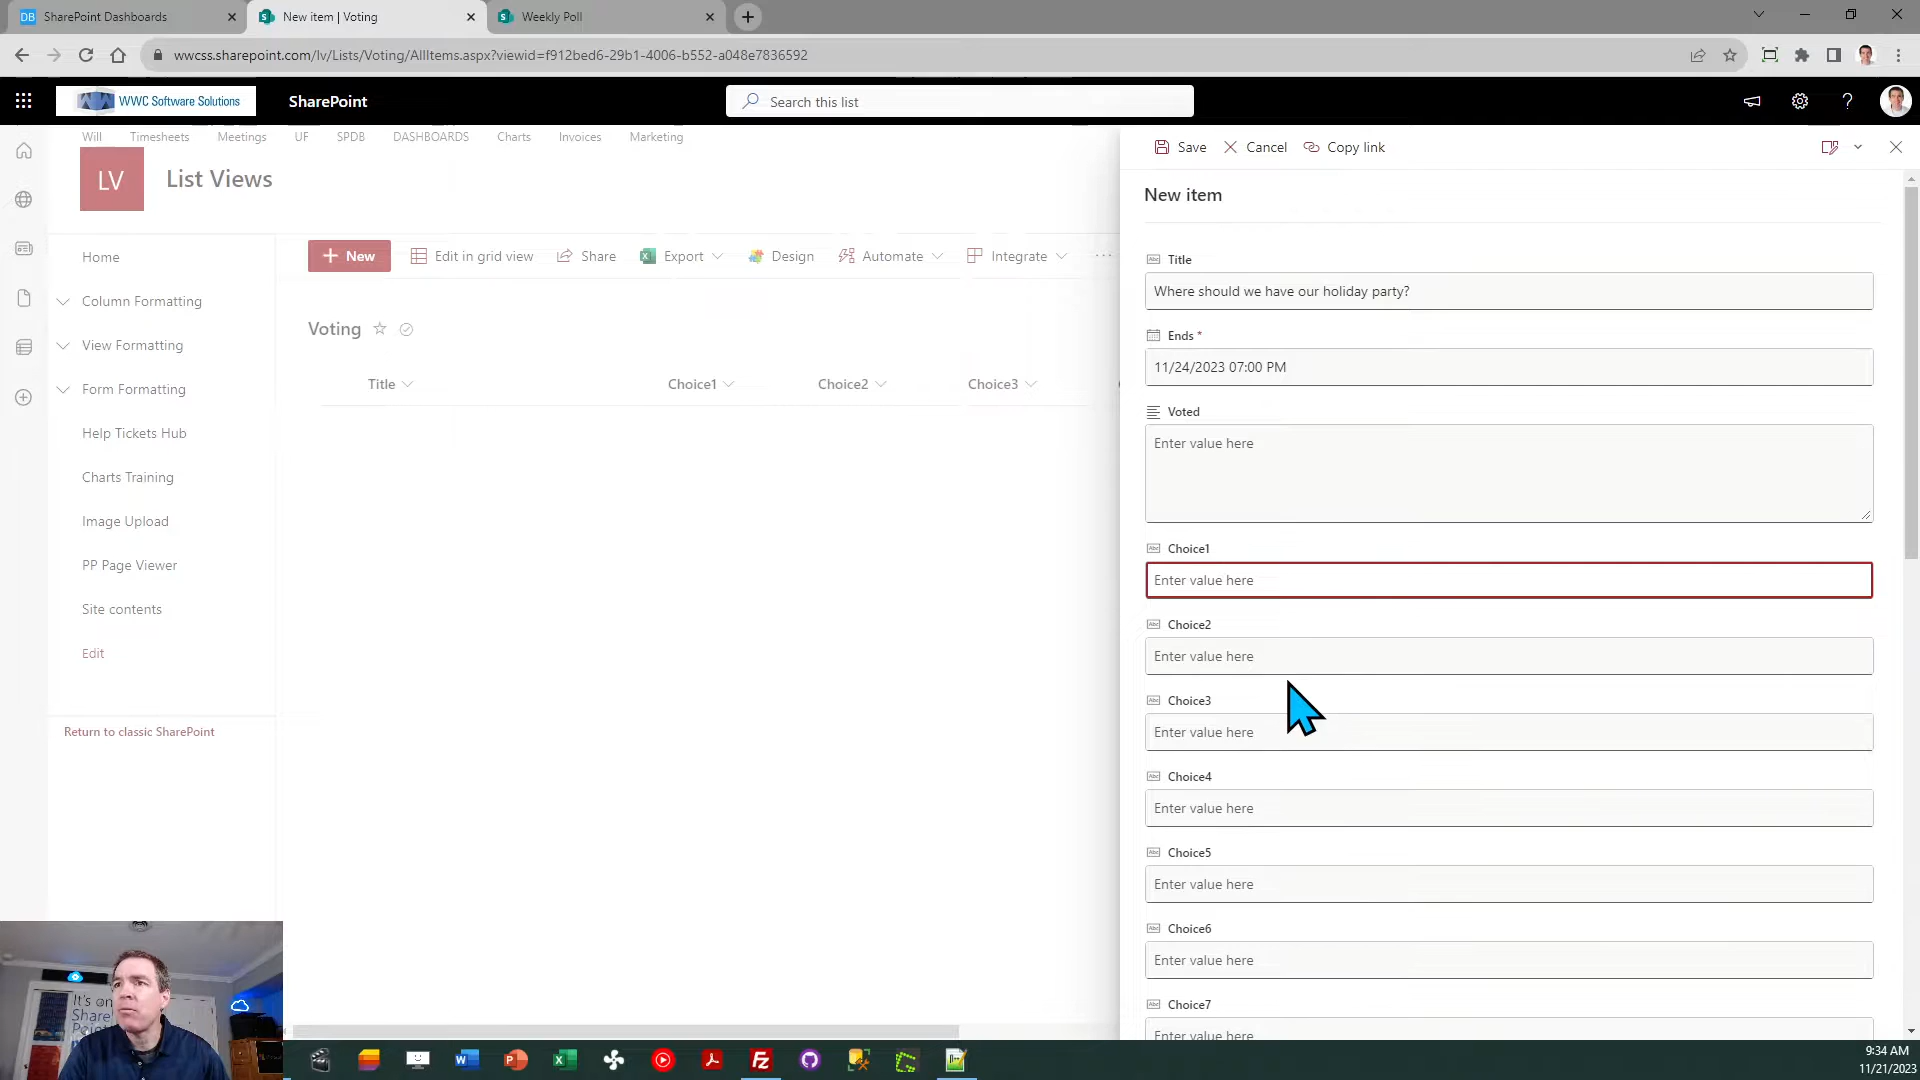 SharePoint Dashboards
New item | Voting
Weekly Poll
wwcss.sharepoint.com/lv/Lists/Voting/AllItems.aspx?viewid=f912bed6-29b1-4006-b552-a048e7836592
WWC Software Solutions
SharePoint
Search this list
Will
Timesheets
Meetings
UF
SPDB
DASHBOARDS
Charts
Invoices
Marketing
LV
List Views
Home
Column Formatting
View Formatting
Form Formatting
Help Tickets Hub
Charts Training
Image Upload
PP Page Viewer
Site contents
Edit
Return to classic SharePoint
New
Edit in grid view
Share
Export
Design
Automate
Integrate
Voting
Title
Choice1
Choice2
Choice3
Save
Cancel
Copy link
New item
Title
Where should we have our holiday party?
Ends *
11/24/2023 07:00 PM
Voted
Enter value here
Choice1
Enter value here
Choice2
Enter value here
Choice3
Enter value here
Choice4
Enter value here
Choice5
Enter value here
Choice6
Enter value here
Choice7
Enter value here
It's on
Share
Poin
9:34 AM
11/21/2023